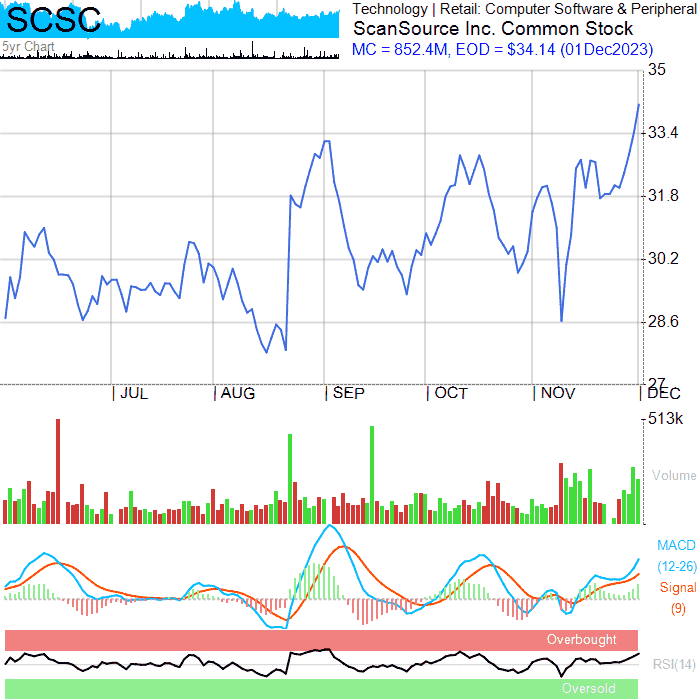 SCSC
5yr Chart
Technology | Retail: Computer Software & Peripheral
ScanSource Inc. Common Stock
MC = 852.4M, EOD = $34.14 (01Dec2023)
35
33.4
31.8
30.2
28.6
27
| JUL | AUG | SEP | OCT | NOV | DEC
513k
Volume
MACD
(12-26)
Signal
(9)
Overbought
RSI(14)
Oversold